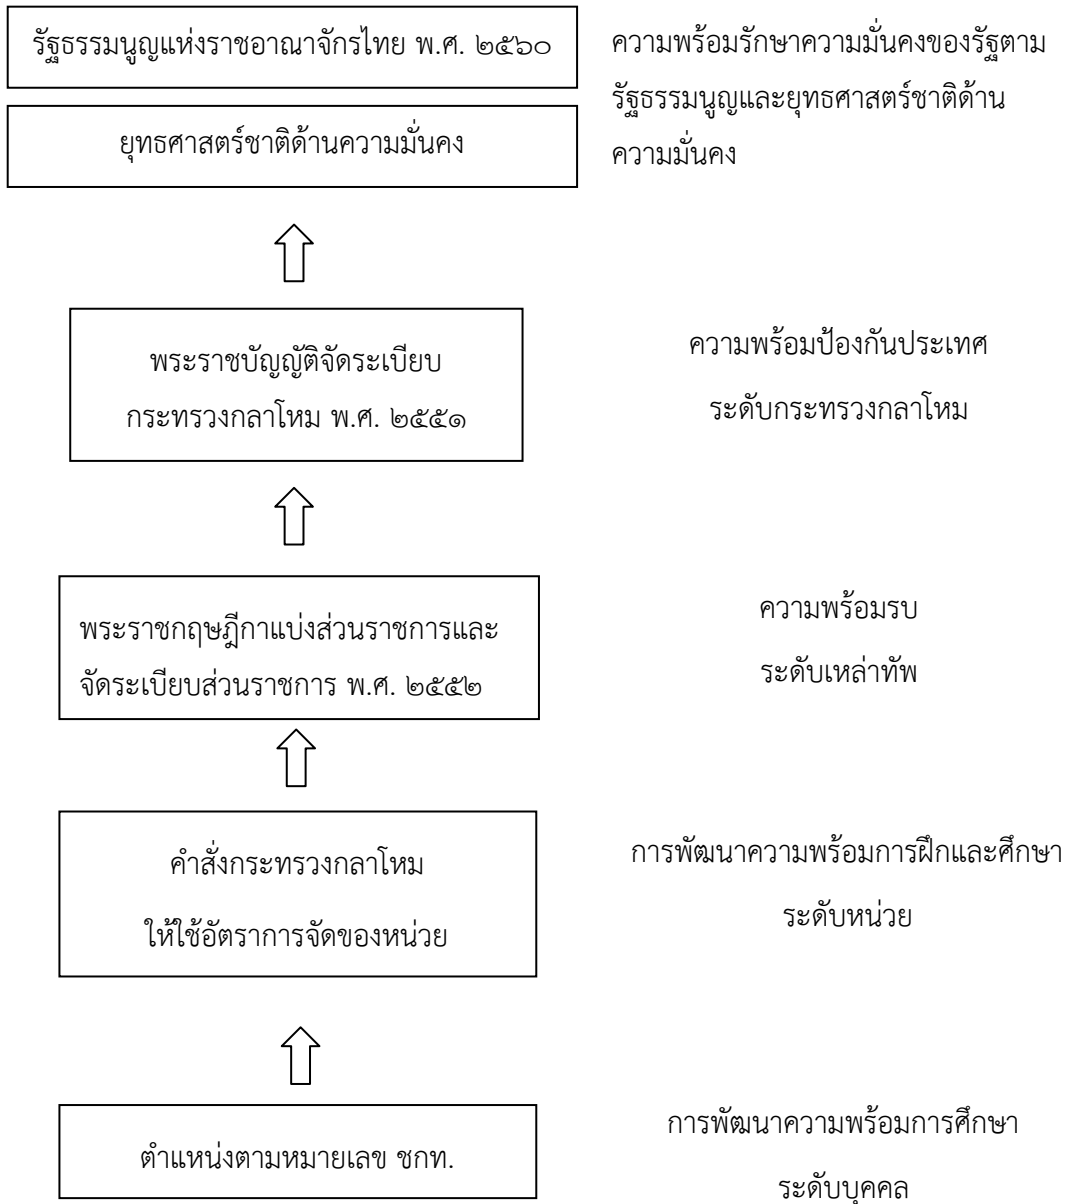 รัฐธรรมนูญแห่งราชอาณาจักรไทย พ.ศ. ๒๕๖๐
ยุทธศาสตร์ชาติด้านความมั่นคง
ความพร้อมรักษาความมั่นคงของรัฐตาม
รัฐธรรมนูญและยุทธศาสตร์ชาติด้าน
ความมั่นคง
พระราชบัญญัติจัดระเบียบ
กระทรวงกลาโหม พ.ศ. ๒๕๕๑
ความพร้อมป้องกันประเทศ
ระดับกระทรวงกลาโหม
พระราชกฤษฎีกาแบ่งส่วนราชการและ
จัดระเบียบส่วนราชการ พ.ศ. ๒๕๕๒
ความพร้อมรบ
ระดับเหล่าทัพ
คำสั่งกระทรวงกลาโหม
ให้ใช้อัตราการจัดของหน่วย
การพัฒนาความพร้อมการฝึกและศึกษา
ระดับหน่วย
ตำแหน่งตามหมายเลข ชกท.
การพัฒนาความพร้อมการศึกษา
ระดับบุคคล